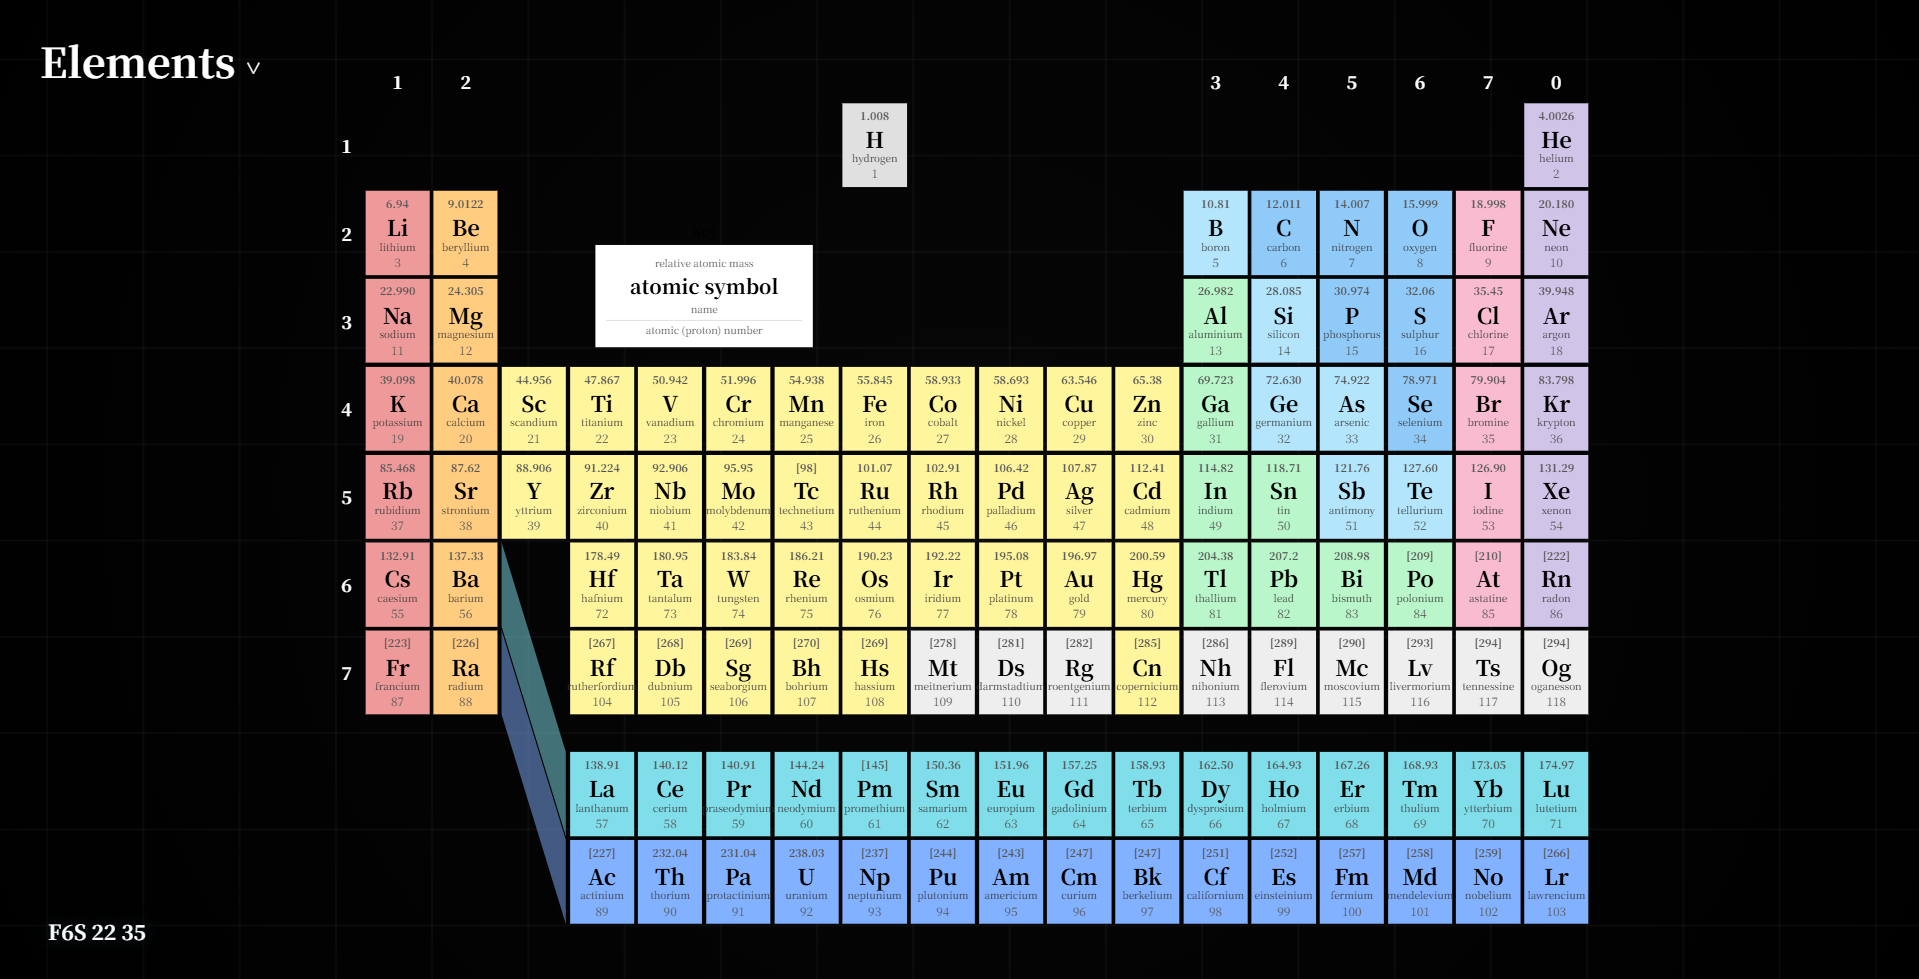 Elements
1 2 3 4 5 6 7 0
1
1.008
H
hydrogen
1
4.0026
He
helium
2
2
6.94
Li
lithium
3
9.0122
Be
beryllium
4
10.81
B
boron
5
12.011
C
carbon
6
14.007
N
nitrogen
7
15.999
O
oxygen
8
18.998
F
fluorine
9
20.180
Ne
neon
10
relative atomic mass
atomic symbol
name
atomic (proton) number
3
22.990
Na
sodium
11
24.305
Mg
magnesium
12
26.982
Al
aluminium
13
28.085
Si
silicon
14
30.974
P
phosphorus
15
32.06
S
sulphur
16
35.45
Cl
chlorine
17
39.948
Ar
argon
18
4
39.098
K
potassium
19
40.078
Ca
calcium
20
44.956
Sc
scandium
21
47.867
Ti
titanium
22
50.942
V
vanadium
23
51.996
Cr
chromium
24
54.938
Mn
manganese
25
55.845
Fe
iron
26
58.933
Co
cobalt
27
58.693
Ni
nickel
28
63.546
Cu
copper
29
65.38
Zn
zinc
30
69.723
Ga
gallium
31
72.630
Ge
germanium
32
74.922
As
arsenic
33
78.971
Se
selenium
34
79.904
Br
bromine
35
83.798
Kr
krypton
36
5
85.468
Rb
rubidium
37
87.62
Sr
strontium
38
88.906
Y
yttrium
39
91.224
Zr
zirconium
40
92.906
Nb
niobium
41
95.95
Mo
molybdenum
42
[98]
Tc
technetium
43
101.07
Ru
ruthenium
44
102.91
Rh
rhodium
45
106.42
Pd
palladium
46
107.87
Ag
silver
47
112.41
Cd
cadmium
48
114.82
In
indium
49
118.71
Sn
tin
50
121.76
Sb
antimony
51
127.60
Te
tellurium
52
126.90
I
iodine
53
131.29
Xe
xenon
54
6
132.91
Cs
caesium
55
137.33
Ba
barium
56
178.49
Hf
hafnium
72
180.95
Ta
tantalum
73
183.84
W
tungsten
74
186.21
Re
rhenium
75
190.23
Os
osmium
76
192.22
Ir
iridium
77
195.08
Pt
platinum
78
196.97
Au
gold
79
200.59
Hg
mercury
80
204.38
Tl
thallium
81
207.2
Pb
lead
82
208.98
Bi
bismuth
83
[209]
Po
polonium
84
[210]
At
astatine
85
[222]
Rn
radon
86
7
[223]
Fr
francium
87
[226]
Ra
radium
88
[267]
Rf
rutherfordium
104
[268]
Db
dubnium
105
[269]
Sg
seaborgium
106
[270]
Bh
bohrium
107
[269]
Hs
hassium
108
[278]
Mt
meitnerium
109
[281]
Ds
darmstadtium
110
[282]
Rg
roentgenium
111
[285]
Cn
copernicium
112
[286]
Nh
nihonium
113
[289]
Fl
flerovium
114
[290]
Mc
moscovium
115
[293]
Lv
livermorium
116
[294]
Ts
tennessine
117
[294]
Og
oganesson
118
138.91
La
lanthanum
57
140.12
Ce
cerium
58
140.91
Pr
praseodymium
59
144.24
Nd
neodymium
60
[145]
Pm
promethium
61
150.36
Sm
samarium
62
151.96
Eu
europium
63
157.25
Gd
gadolinium
64
158.93
Tb
terbium
65
162.50
Dy
dysprosium
66
164.93
Ho
holmium
67
167.26
Er
erbium
68
168.93
Tm
thulium
69
173.05
Yb
ytterbium
70
174.97
Lu
lutetium
71
[227]
Ac
actinium
89
232.04
Th
thorium
90
231.04
Pa
protactinium
91
238.03
U
uranium
92
[237]
Np
neptunium
93
[244]
Pu
plutonium
94
[243]
Am
americium
95
[247]
Cm
curium
96
[247]
Bk
berkelium
97
[251]
Cf
californium
98
[252]
Es
einsteinium
99
[257]
Fm
fermium
100
[258]
Md
mendelevium
101
[259]
No
nobelium
102
[266]
Lr
lawrencium
103
F6S 22 35